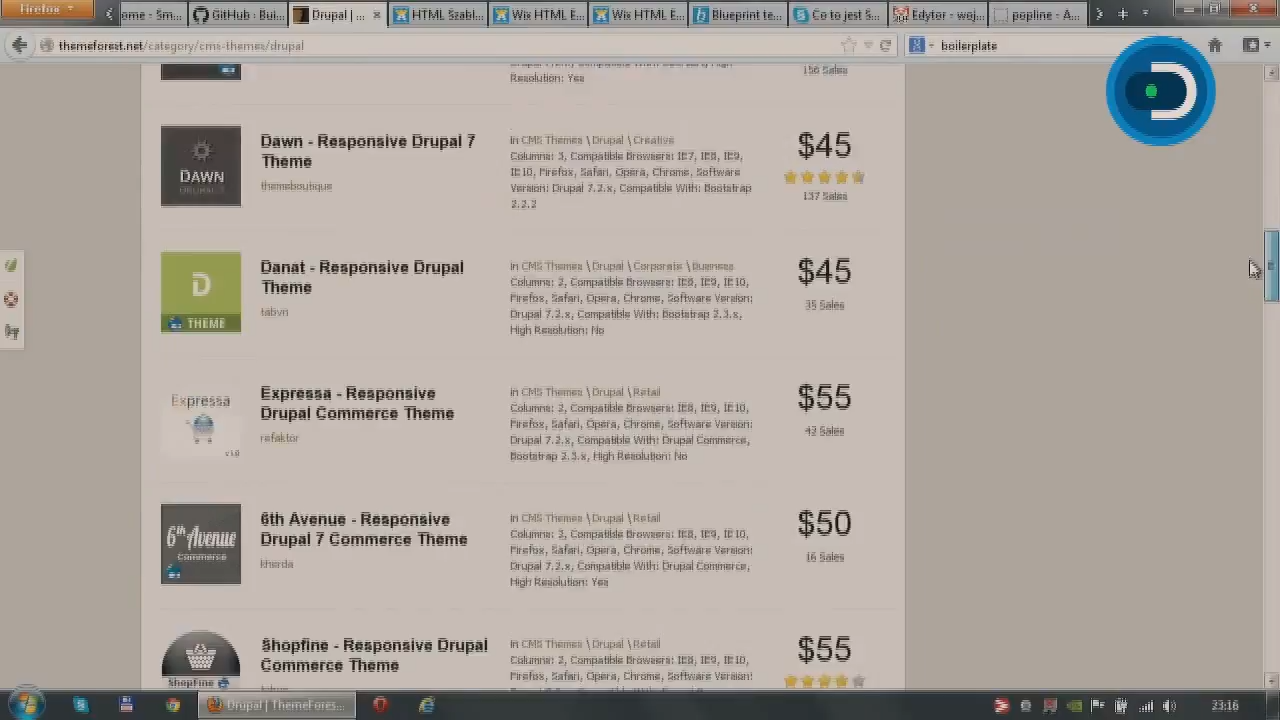 Firefox
ome - Sm...
GitHub · Bui...
Drupal | ...
HTML Szabl...
Wix HTML E...
Wix HTML E...
Blueprint te...
Co to jest S...
Edytor - woj...
popline - A...
themeforest.net/category/cms-themes/drupal
boilerplate
Resolution: Yes
156 Sales
Dawn - Responsive Drupal 7
Theme
themeboutique
in CMS Themes \ Drupal \ Creative
Columns: 3, Compatible Browsers: IE7, IE8, IE9,
IE10, Firefox, Safari, Opera, Chrome, Software
Version: Drupal 7.2.x, Compatible With: Bootstrap
2.2.2
$45
137 Sales
DAWN
DRUPAL 7
Danat - Responsive Drupal
Theme
tabvn
in CMS Themes \ Drupal \ Corporate \ Business
Columns: 2, Compatible Browsers: IE8, IE9, IE10,
Firefox, Safari, Opera, Chrome, Software Version:
Drupal 7.2.x, Compatible With: Bootstrap 2.3.x,
High Resolution: No
$45
35 Sales
D
THEME
Expressa - Responsive
Drupal Commerce Theme
refaktor
in CMS Themes \ Drupal \ Retail
Columns: 2, Compatible Browsers: IE8, IE9, IE10,
Firefox, Safari, Opera, Chrome, Software Version:
Drupal 7.2.x, Compatible With: Drupal Commerce,
Bootstrap 2.3.x, High Resolution: No
$55
43 Sales
Expressa
6th Avenue - Responsive
Drupal 7 Commerce Theme
kherda
in CMS Themes \ Drupal \ Retail
Columns: 2, Compatible Browsers: IE8, IE9, IE10,
Firefox, Safari, Opera, Chrome, Software Version:
Drupal 7.2.x, Compatible With: Drupal Commerce,
High Resolution: Yes
$50
16 Sales
6th Avenue
Commerce
Shopfine - Responsive Drupal
Commerce Theme
in CMS Themes \ Drupal \ Retail
Columns: 2, Compatible Browsers: IE8, IE9, IE10,
Firefox, Safari, Opera, Chrome, Software Version:
$55
ShopFine
Drupal | ThemeFores...
23:16